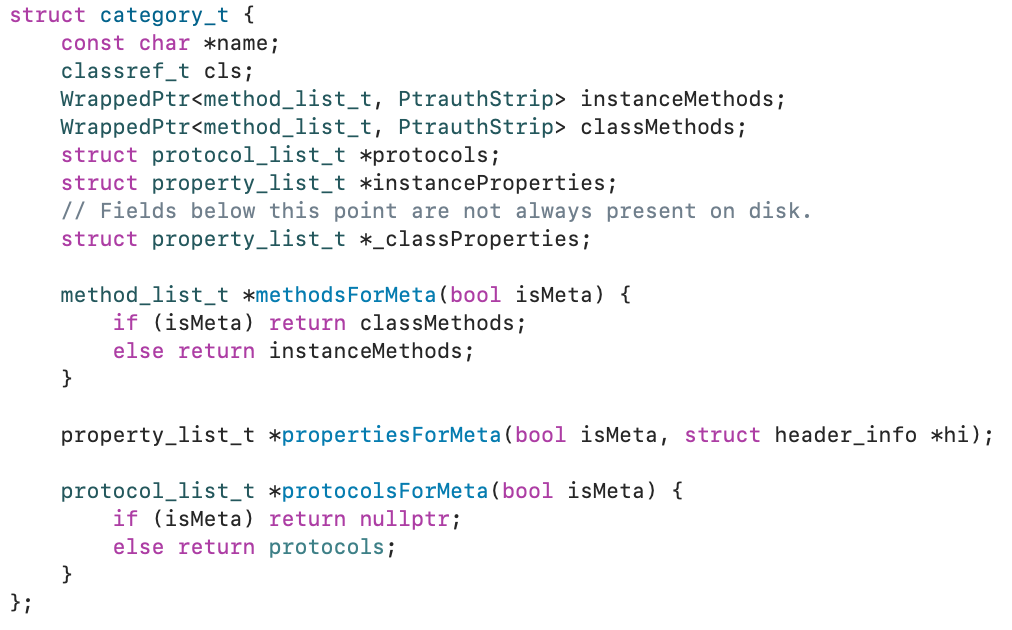 struct category_t {
    const char *name;
    classref_t cls;
    WrappedPtr<method_list_t, PtrauthStrip> instanceMethods;
    WrappedPtr<method_list_t, PtrauthStrip> classMethods;
    struct protocol_list_t *protocols;
    struct property_list_t *instanceProperties;
    // Fields below this point are not always present on disk.
    struct property_list_t *_classProperties;

    method_list_t *methodsForMeta(bool isMeta) {
        if (isMeta) return classMethods;
        else return instanceMethods;
    }

    property_list_t *propertiesForMeta(bool isMeta, struct header_info *hi);

    protocol_list_t *protocolsForMeta(bool isMeta) {
        if (isMeta) return nullptr;
        else return protocols;
    }
};